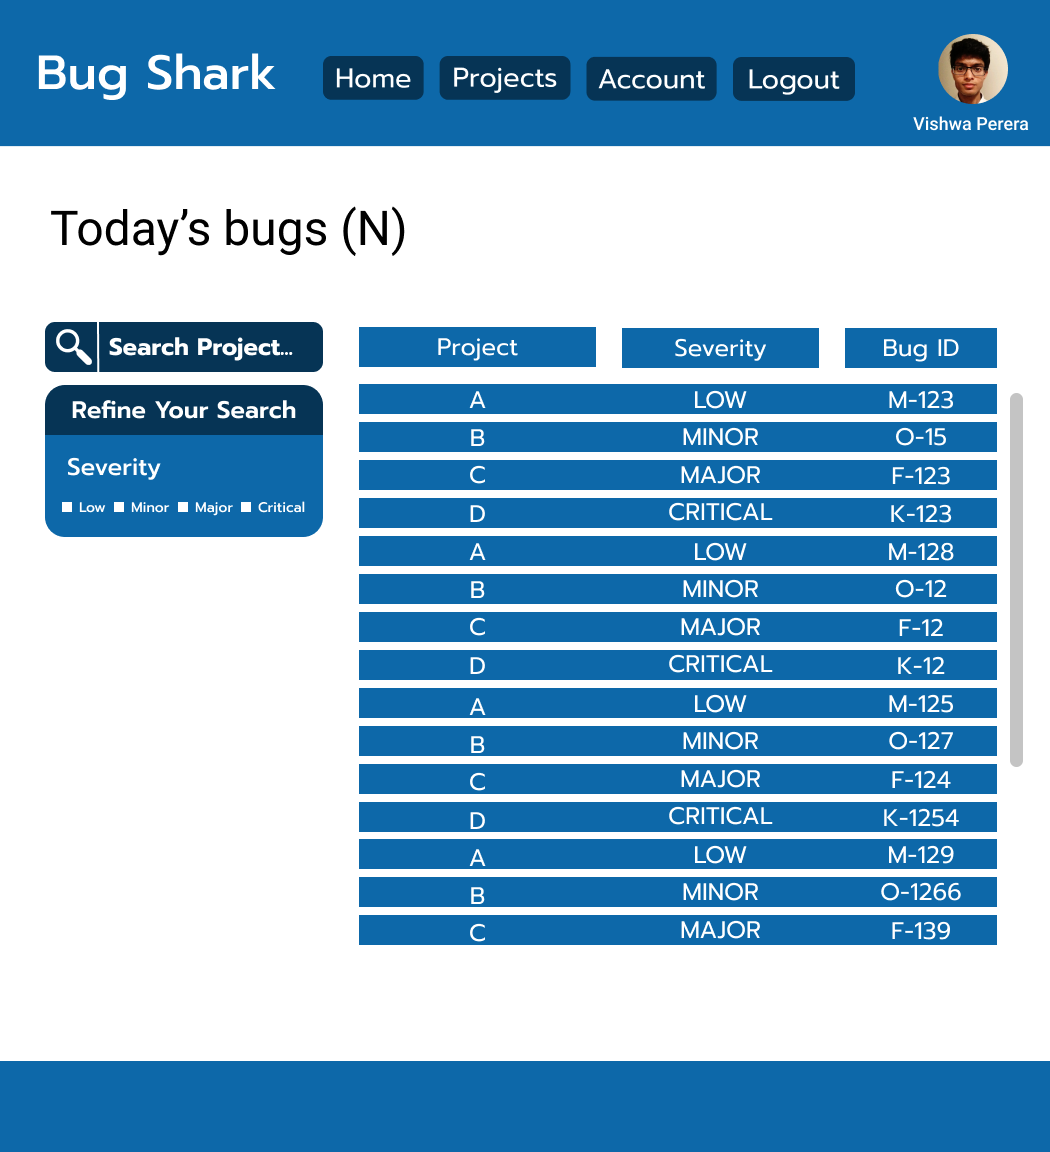 Bug Shark Home Projects Account Logout
Vishwa Perera
Today’s bugs (N)
Search Project...
Refine Your Search
Severity
Low Minor Major Critical
Project Severity Bug ID
A LOW M-123
B MINOR O-15
C MAJOR F-123
D CRITICAL K-123
A LOW M-128
B MINOR O-12
C MAJOR F-12
D CRITICAL K-12
A LOW M-125
B MINOR O-127
C MAJOR F-124
D CRITICAL K-1254
A LOW M-129
B MINOR O-1266
C MAJOR F-139